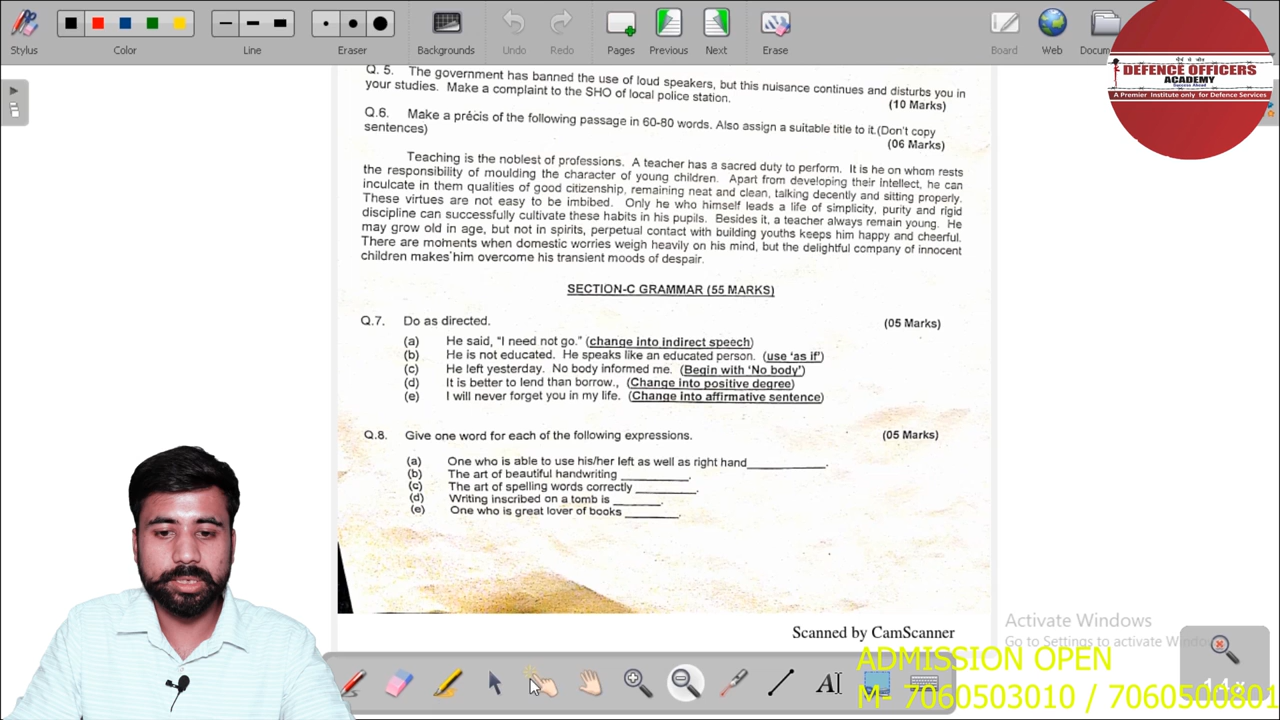 Stylus
Color
Line
Eraser
Backgrounds
Undo
Redo
Pages
Previous
Next
Erase
Board
Web
DEFENCE OFFICERS
ACADEMY
A Premier Institute only for Defence Services
Q. 5. The government has banned the use of loud speakers, but this nuisance continues and disturbs you in
your studies. Make a complaint to the SHO of local police station. (10 Marks)
Q.6. Make a précis of the following passage in 60-80 words. Also assign a suitable title to it.(Don't copy
sentences) (06 Marks)
Teaching is the noblest of professions. A teacher has a sacred duty to perform. It is he on whom rests
the responsibility of moulding the character of young children. Apart from developing their intellect, he can
inculcate in them qualities of good citizenship, remaining neat and clean, talking decently and sitting properly.
These virtues are not easy to be imbibed. Only he who himself leads a life of simplicity, purity and rigid
discipline can successfully cultivate these habits in his pupils. Besides it, a teacher always remain young. He
may grow old in age, but not in spirits, perpetual contact with building youths keeps him happy and cheerful.
There are moments when domestic worries weigh heavily on his mind, but the delightful company of innocent
children makes him overcome his transient moods of despair.
SECTION-C GRAMMAR (55 MARKS)
Q.7. Do as directed. (05 Marks)
(a) He said, "I need not go." (change into indirect speech)
(b) He is not educated. He speaks like an educated person. (use 'as if')
(c) He left yesterday. No body informed me. (Begin with 'No body')
(d) It is better to lend than borrow., (Change into positive degree)
(e) I will never forget you in my life. (Change into affirmative sentence)
Q.8. Give one word for each of the following expressions. (05 Marks)
(a) One who is able to use his/her left as well as right hand____________.
(b) The art of beautiful handwriting __________.
(c) The art of spelling words correctly _________.
(d) Writing inscribed on a tomb is _______.
(e) One who is great lover of books ________.
Scanned by CamScanner
Activate Windows
Go to Settings to activate
ADMISSION OPEN
M- 7060503010 / 7060500801